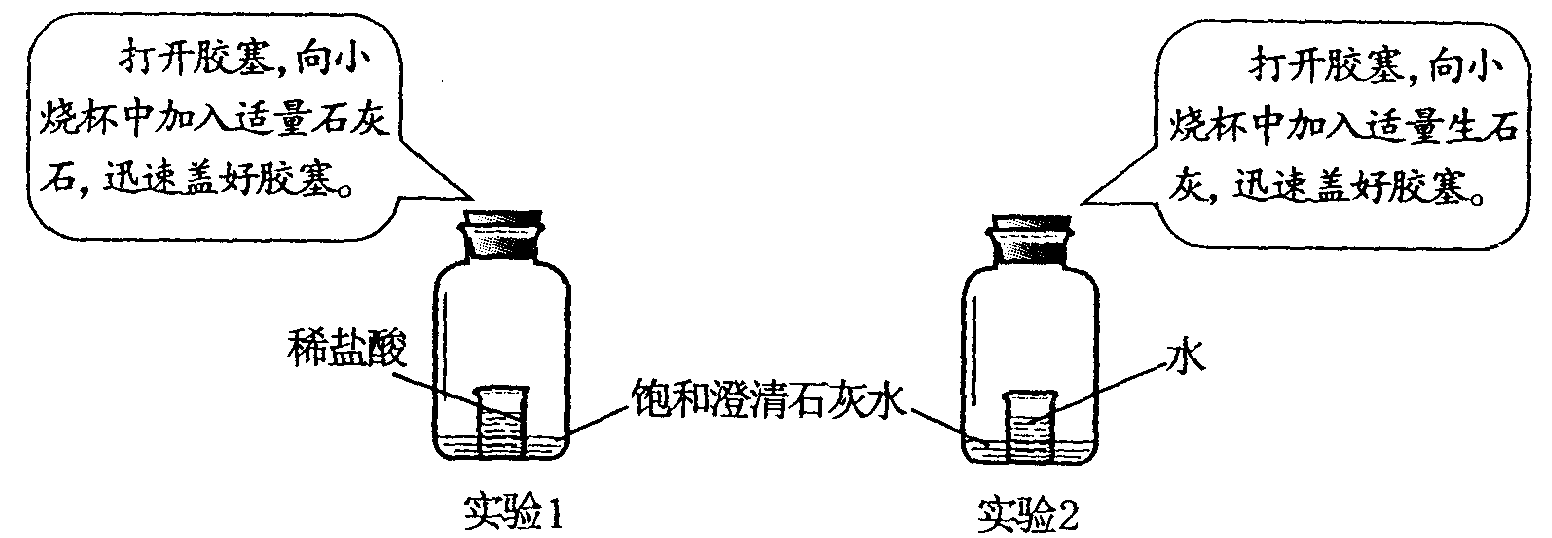 打开胶塞,向小
烧杯中加入适量石灰
石,迅速盖好胶塞。
打开胶塞,向小
烧杯中加入适量生石
灰,迅速盖好胶塞。
稀盐酸
饱和澄清石灰水
水
实验1
实验2